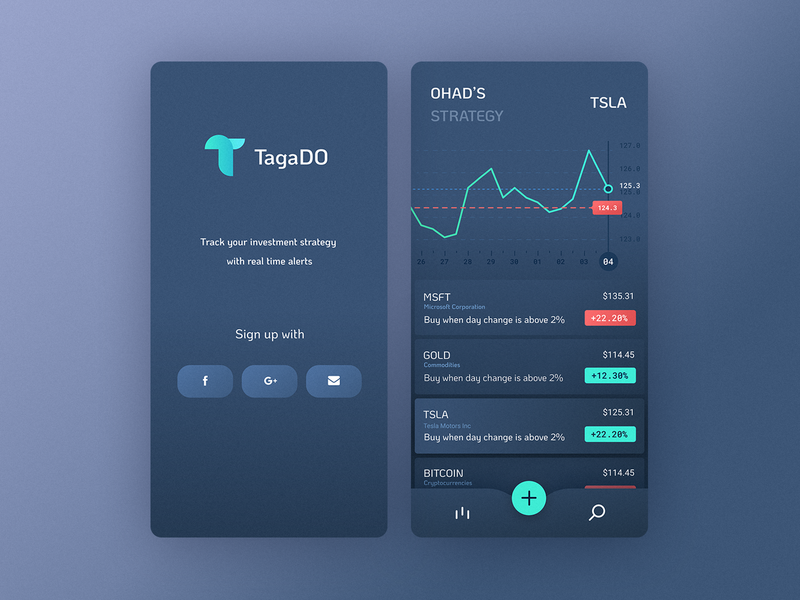 TagaDO
Track your investment strategy
with real time alerts
Sign up with
f
G+
OHAD'S
STRATEGY
TSLA
127.0
126.0
125.3
124.3
124.0
123.0
26 27 28 29 30 01 02 03 04
MSFT
$135.31
Microsoft Corporation
Buy when day change is above 2%
+22.20%
GOLD
$114.45
Commodities
Buy when day change is above 2%
+12.30%
TSLA
$125.31
Tesla Motors Inc
Buy when day change is above 2%
+22.20%
BITCOIN
$114.45
Cryptocurrencies